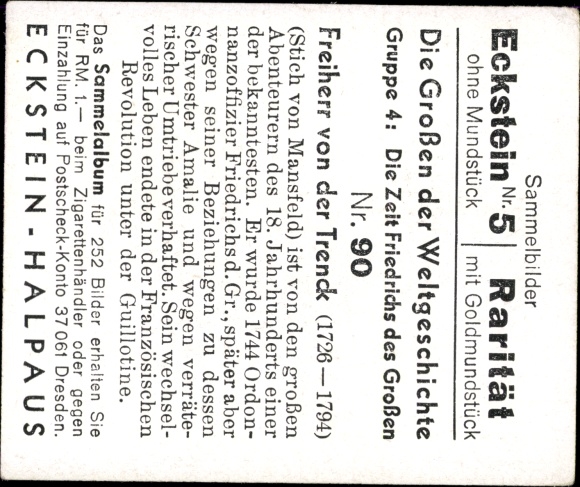 Sammelbilder
Eckstein Nr. 5 Rarität
ohne Mundstück mit Goldmundstück
Die Großen der Weltgeschichte
Gruppe 4: Die Zeit Friedrichs des Großen
Nr. 90
Freiherr von der Trenck (1726—1794)
(Stich von Mansfeld) ist von den großen
Abenteurern des 18. Jahrhunderts einer
der bekanntesten. Er wurde 1744 Ordon-
nanzoffizier Friedrichs d. Gr., später aber
wegen seiner Beziehungen zu dessen
Schwester Amalie und wegen verräte-
rischer Umtriebe verhaftet. Sein wechsel-
volles Leben endete in der Französischen
Revolution unter der Guillotine.
Das Sammelalbum für 252 Bilder erhalten Sie
für RM. 1.— beim Zigarettenhändler oder gegen
Einzahlung auf Postscheck-Konto 37061 Dresden.
ECKSTEIN-HALPAUS